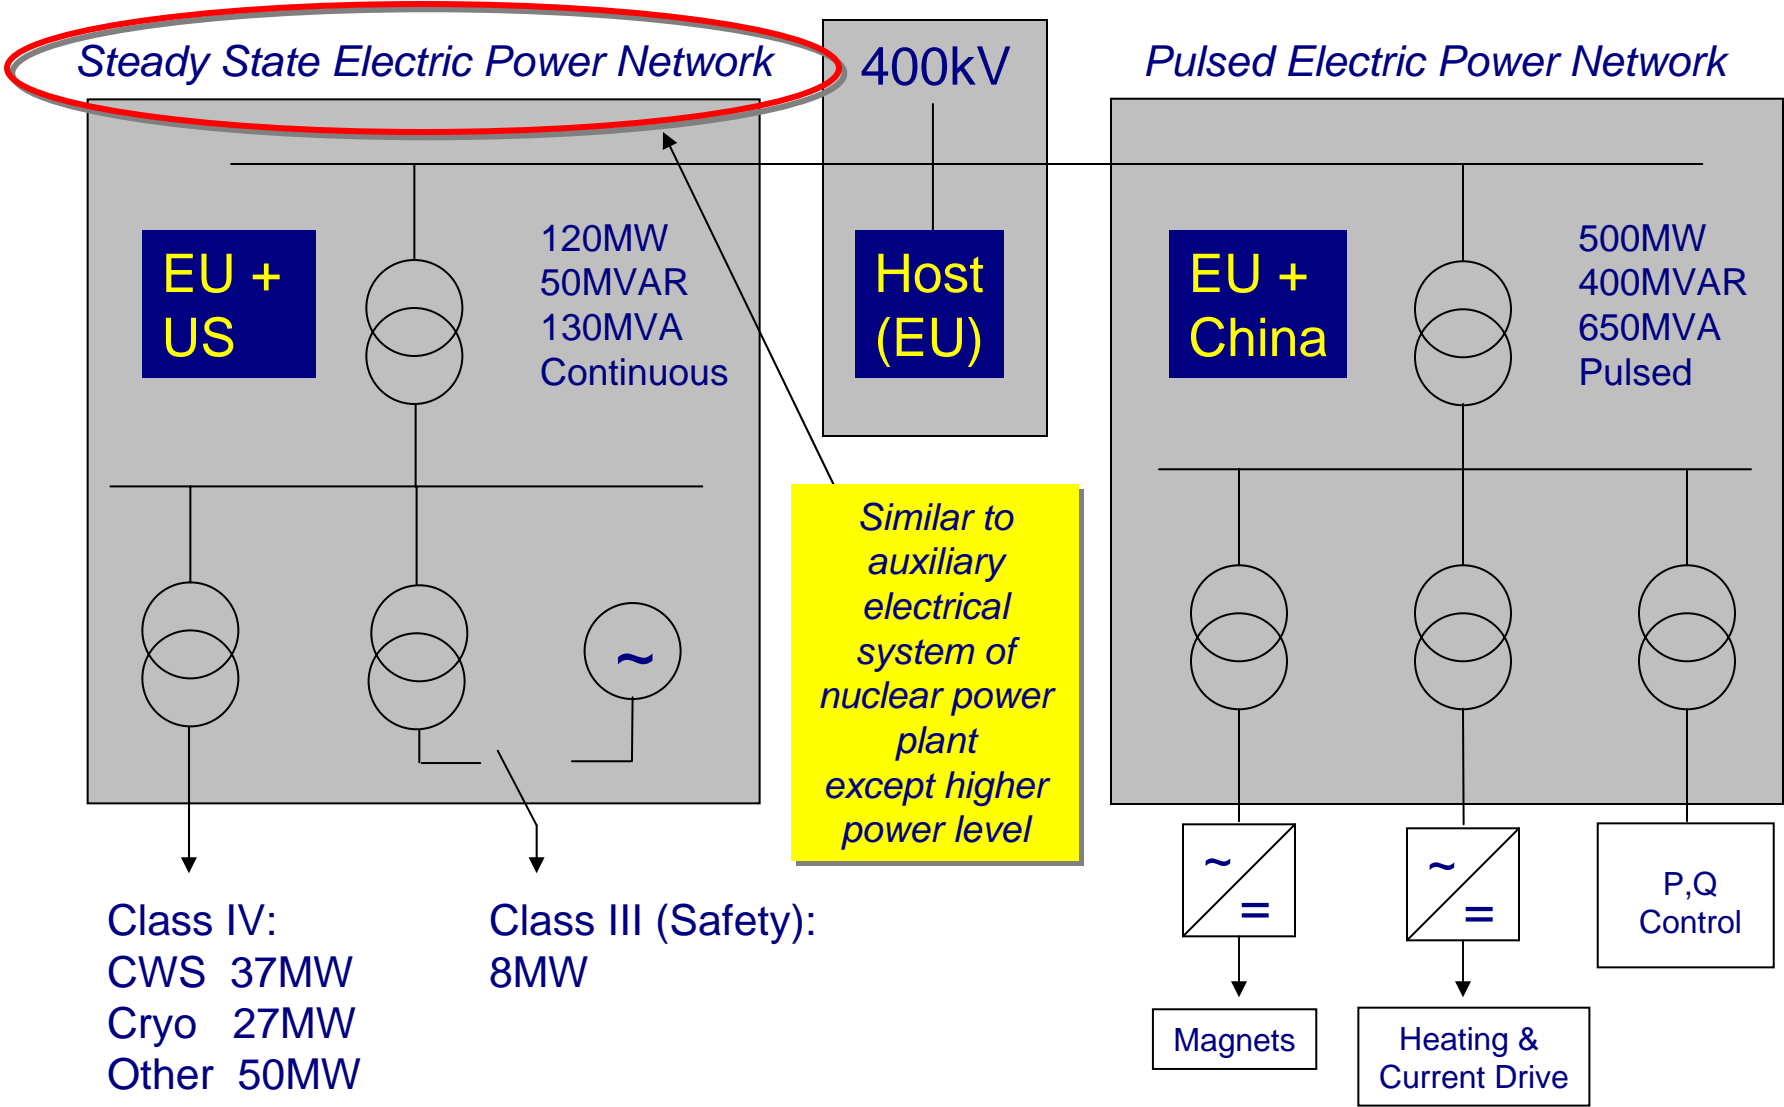 Steady State Electric Power Network
400kV
Pulsed Electric Power Network
EU +
US
120MW
50MVAR
130MVA
Continuous
Host
(EU)
EU +
China
500MW
400MVAR
650MVA
Pulsed
Similar to
auxiliary
electrical
system of
nuclear power
plant
except higher
power level
~
Class IV:
CWS 37MW
Cryo 27MW
Other 50MW
Class III (Safety):
8MW
~
=
~
=
P,Q
Control
Magnets
Heating &
Current Drive